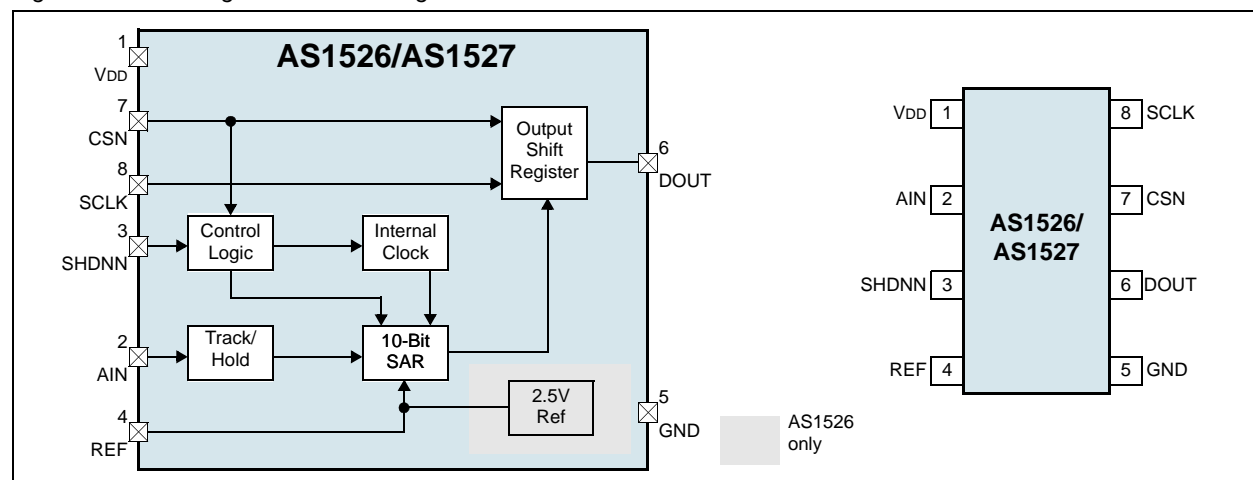 AS1526/AS1527
1
VDD
7
CSN
8
SCLK
3
SHDNN
2
AIN
4
REF
Control
Logic
Internal
Clock
Track/
Hold
10-Bit
SAR
Output
Shift
Register
2.5V
Ref
6
DOUT
5
GND
AS1526
only
VDD 1
AIN 2
SHDNN 3
REF 4
AS1526/
AS1527
8 SCLK
7 CSN
6 DOUT
5 GND